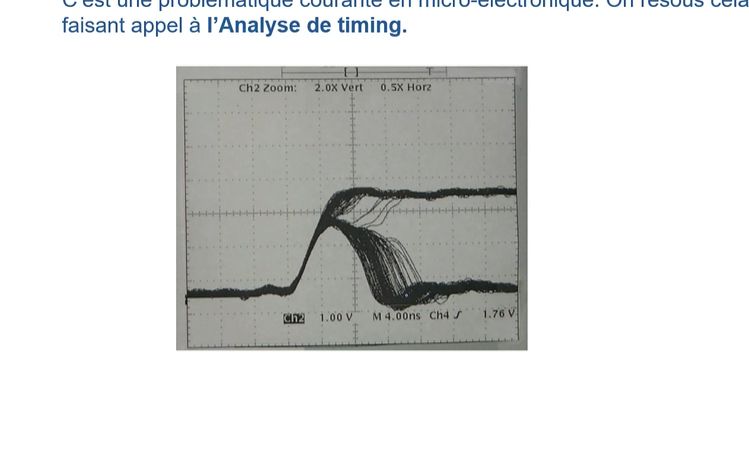 C'est une problématique courante en micro-électronique. On résous cela
faisant appel à l'Analyse de timing.
Ch2 Zoom: 2.0X Vert 0.5X Horz
Ch2 1.00 V M 4.00ns Ch4 1.76 V